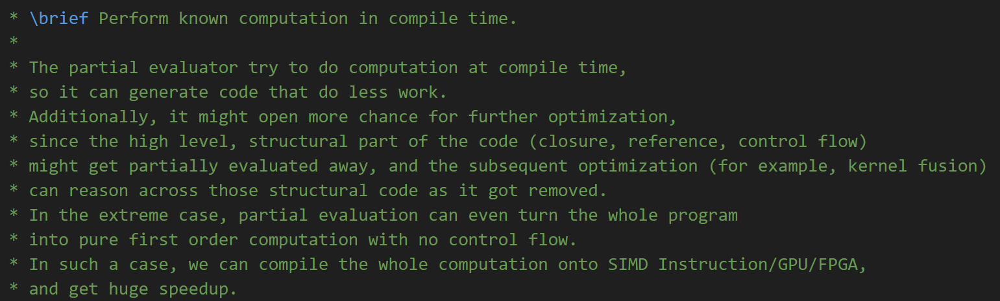 * \brief Perform known computation in compile time.
*
* The partial evaluator try to do computation at compile time,
* so it can generate code that do less work.
* Additionally, it might open more chance for further optimization,
* since the high level, structural part of the code (closure, reference, control flow)
* might get partially evaluated away, and the subsequent optimization (for example, kernel fusion)
* can reason across those structural code as it got removed.
* In the extreme case, partial evaluation can even turn the whole program
* into pure first order computation with no control flow.
* In such a case, we can compile the whole computation onto SIMD Instruction/GPU/FPGA,
* and get huge speedup.